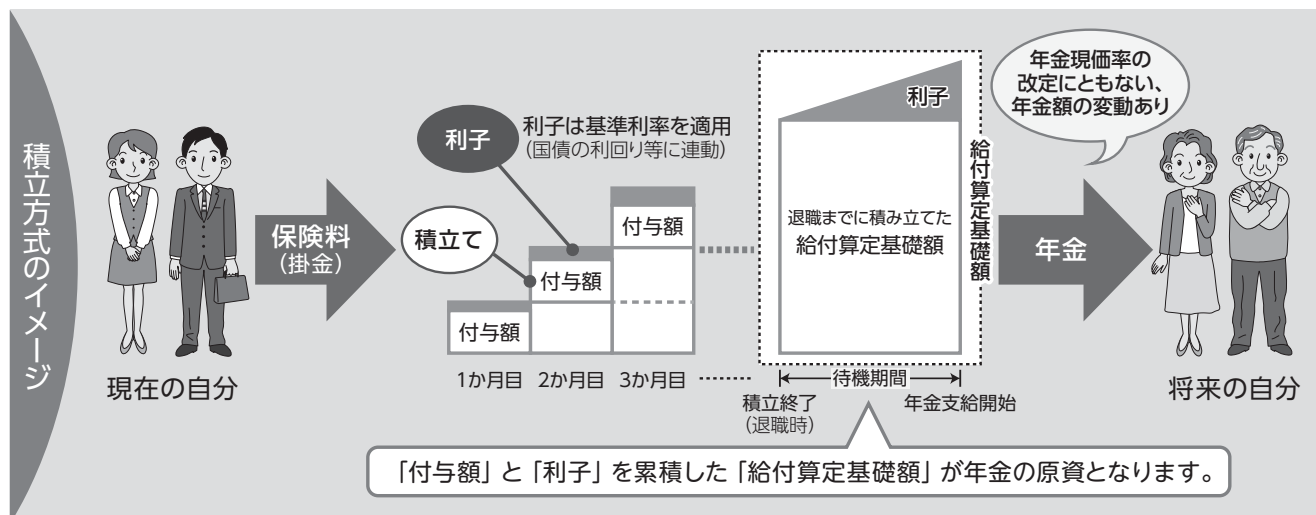 積立方式のイメージ
現在の自分
保険料
(掛金)
利子
利子は基準利率を適用
(国債の利回り等に連動)
積立て
付与額
付与額
付与額
1か月目
2か月目
3か月目
利子
退職までに積み立てた
給付算定基礎額
給付算定基礎額
待機期間
積立終了
(退職時)
年金支給開始
年金現価率の
改定にともない、
年金額の変動あり
年金
将来の自分
「付与額」と「利子」を累積した「給付算定基礎額」が年金の原資となります。